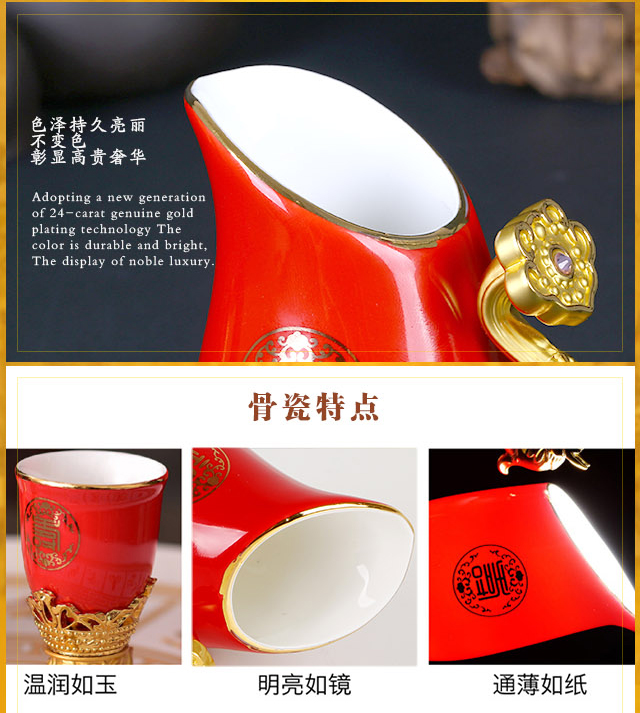 色泽持久亮丽
不变色
彰显高贵奢华
Adopting a new generation
of 24-carat genuine gold
plating technology The
color is durable and bright,
The display of noble luxury.
骨瓷特点
温润如玉
明亮如镜
通薄如纸